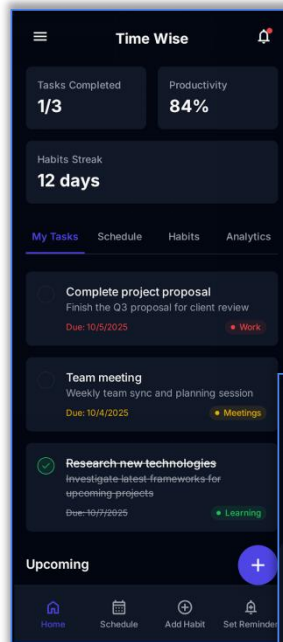 Time Wise
Tasks Completed
1/3
Productivity
84%
Habits Streak
12 days
My Tasks
Schedule
Habits
Analytics
Complete project proposal
Finish the Q3 proposal for client review
Due: 10/5/2025
Work
Team meeting
Weekly team sync and planning session
Due: 10/4/2025
Meetings
Research new technologies
Investigate latest frameworks for
upcoming projects
Due: 10/7/2025
Learning
Upcoming
Home
Schedule
Add Habit
Set Reminder